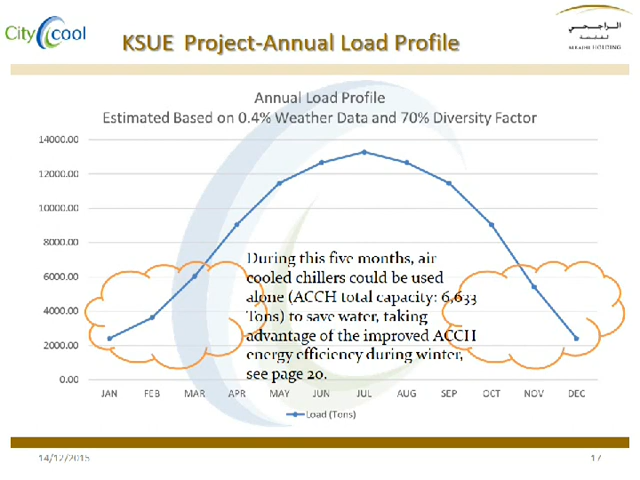 City cool
KSUE Project-Annual Load Profile
الـراجـحـي
القـابـضـة
ALRAJHI HOLDING
Annual Load Profile
Estimated Based on 0.4% Weather Data and 70% Diversity Factor
14000.00
12000.00
10000.00
8000.00
6000.00
4000.00
2000.00
0.00
During this five months, air
cooled chillers could be used
alone (ACCH total capacity: 6,633
Tons) to save water, taking
advantage of the improved ACCH
energy efficiency during winter,
see page 20.
JAN FEB MAR APR MAY JUN JUL AUG SEP OCT NOV DEC
Load (Tons)
14/12/2015
17